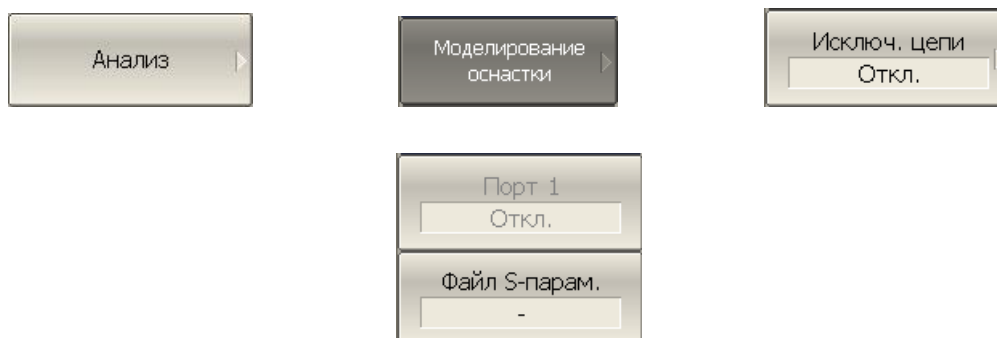 Анализ
Моделирование
оснастки
Исключ. цепи
Откл.
Порт 1
Откл.
Файл S-парам.
-